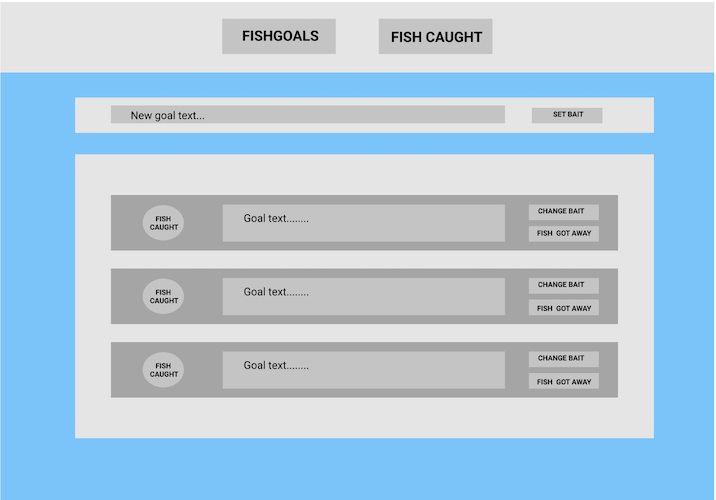 FISHGOALS
FISH CAUGHT
New goal text...
SET BAIT
FISH
CAUGHT
Goal text........
CHANGE BAIT
FISH GOT AWAY
FISH
CAUGHT
Goal text........
CHANGE BAIT
FISH GOT AWAY
FISH
CAUGHT
Goal text........
CHANGE BAIT
FISH GOT AWAY